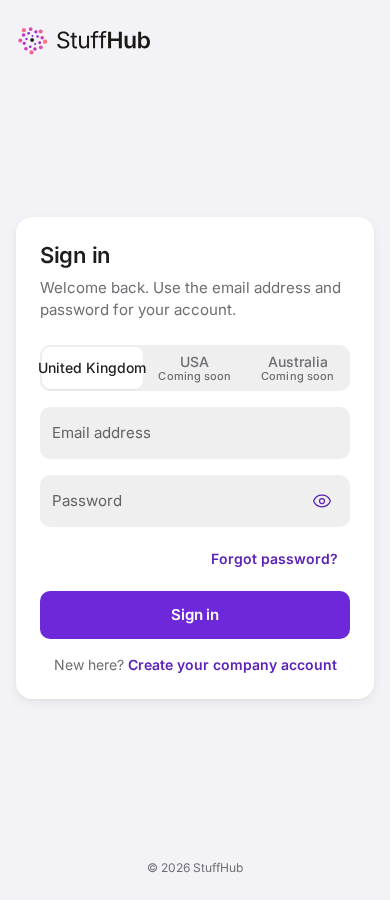 StuffHub
Sign in
Welcome back. Use the email address and
password for your account.
United Kingdom
USA
Coming soon
Australia
Coming soon
Email address
Password
Forgot password?
Sign in
New here? Create your company account
© 2026 StuffHub